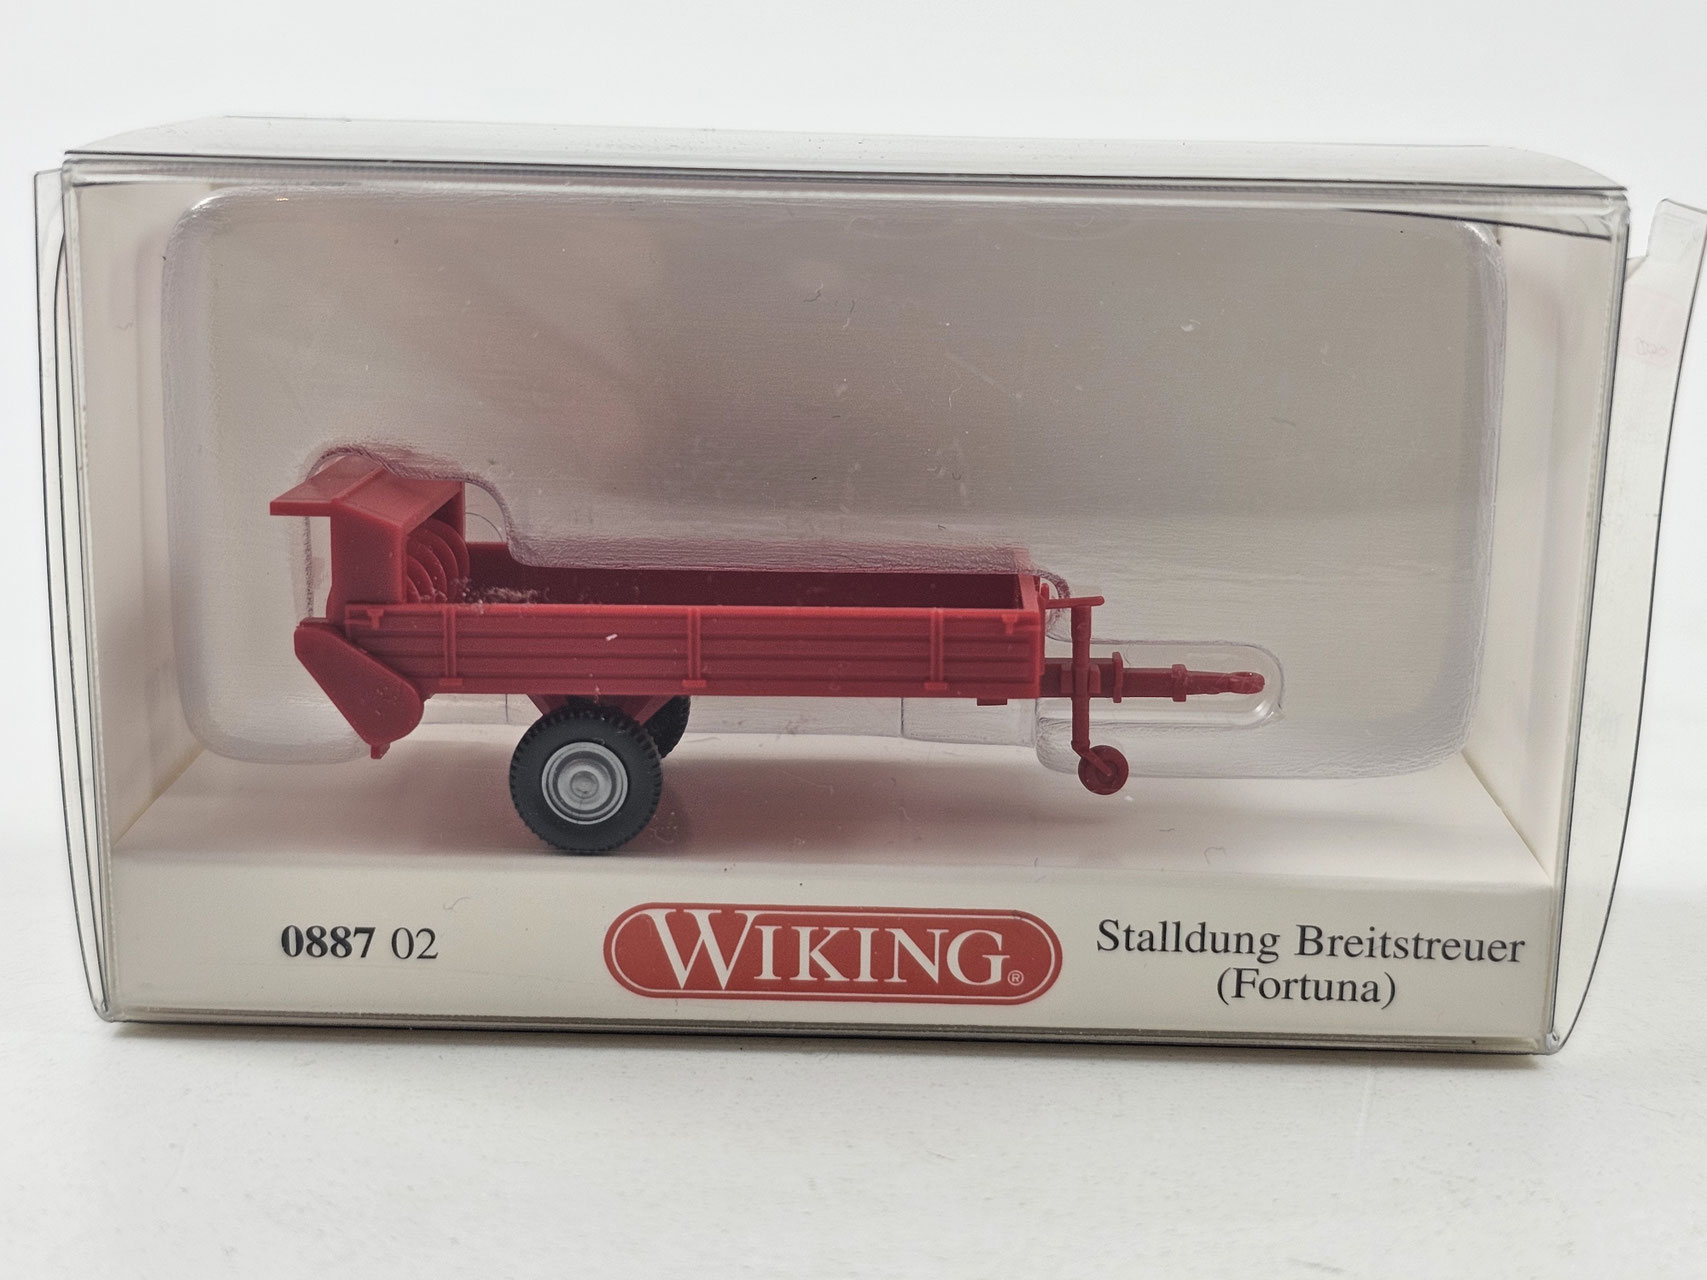 0887 02
WIKING®
Stalldung Breitstreuer
(Fortuna)